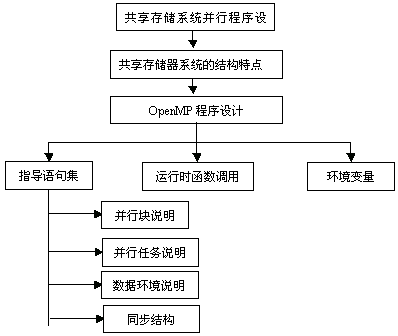 共享存储系统并行程序设
共享存储器系统的结构特点
OpenMP 程序设计
指导语句集
运行时函数调用
环境变量
并行块说明
并行任务说明
数据环境说明
同步结构